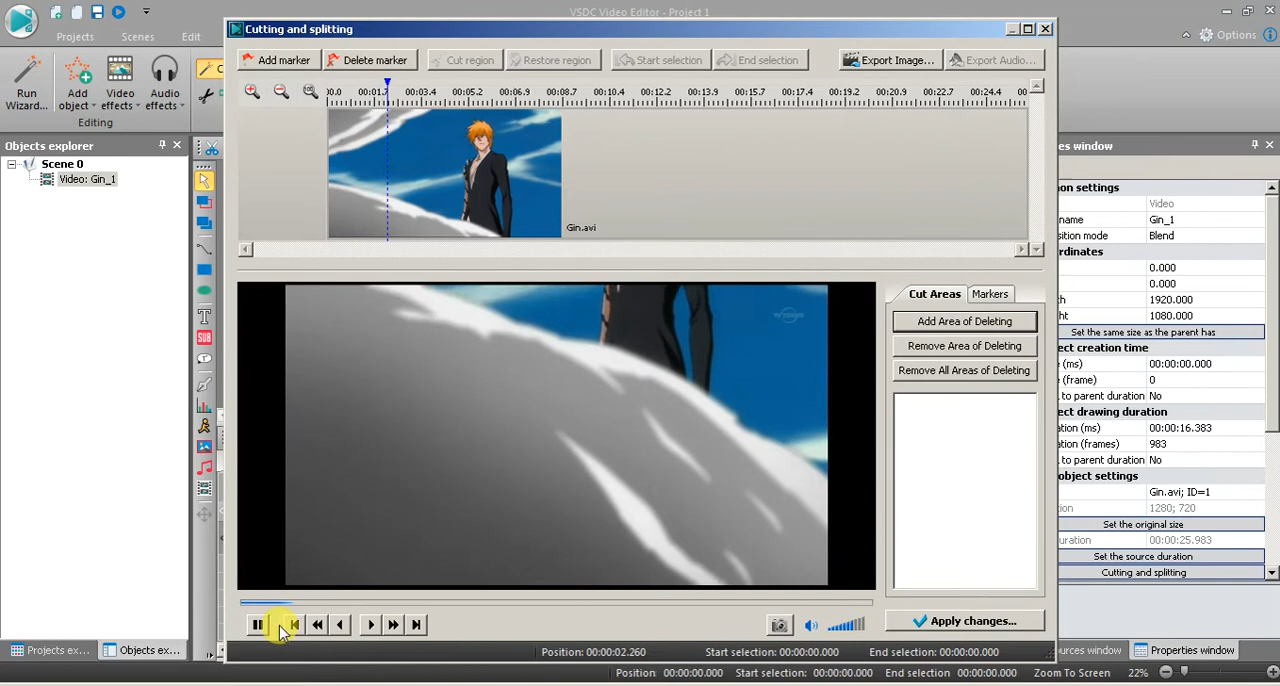 VSDC Video Editor - Project 1
Projects Scenes Edit
Options
Cutting and splitting
Run Wizard...
Add object
Video effects
Audio effects
Editing
Add marker Delete marker Cut region Restore region Start selection End selection Export Image... Export Audio...
00:01.7 00:03.4 00:05.2 00:06.9 00:08.7 00:10.4 00:12.2 00:13.9 00:15.7 00:17.4 00:19.2 00:20.9 00:22.7 00:24.4 00
Gin.avi
Objects explorer
Scene 0
Video: Gin_1
SUB
T
Cut Areas Markers
Add Area of Deleting
Remove Area of Deleting
Remove All Areas of Deleting
Apply changes...
Position: 00:00:02.260 Start selection: 00:00:00.000 End selection: 00:00:00.000
Projects ex... Objects ex...
es window
on settings
Video
name Gin_1
sition mode Blend
rdinates
0.000
0.000
th 1920.000
ht 1080.000
Set the same size as the parent has
ect creation time
e (ms) 00:00:00.000
e (frame) 0
to parent duration No
ect drawing duration
ation (ms) 00:00:16.383
ation (frames) 983
to parent duration No
object settings
Gin.avi; ID=1
tion 1280; 720
Set the original size
duration 00:00:25.983
Set the source duration
Cutting and splitting
ources window Properties window
Position: 00:00:00.000 Start selection: 00:00:00.000 End selection: 00:00:00.000 Zoom To Screen 22%